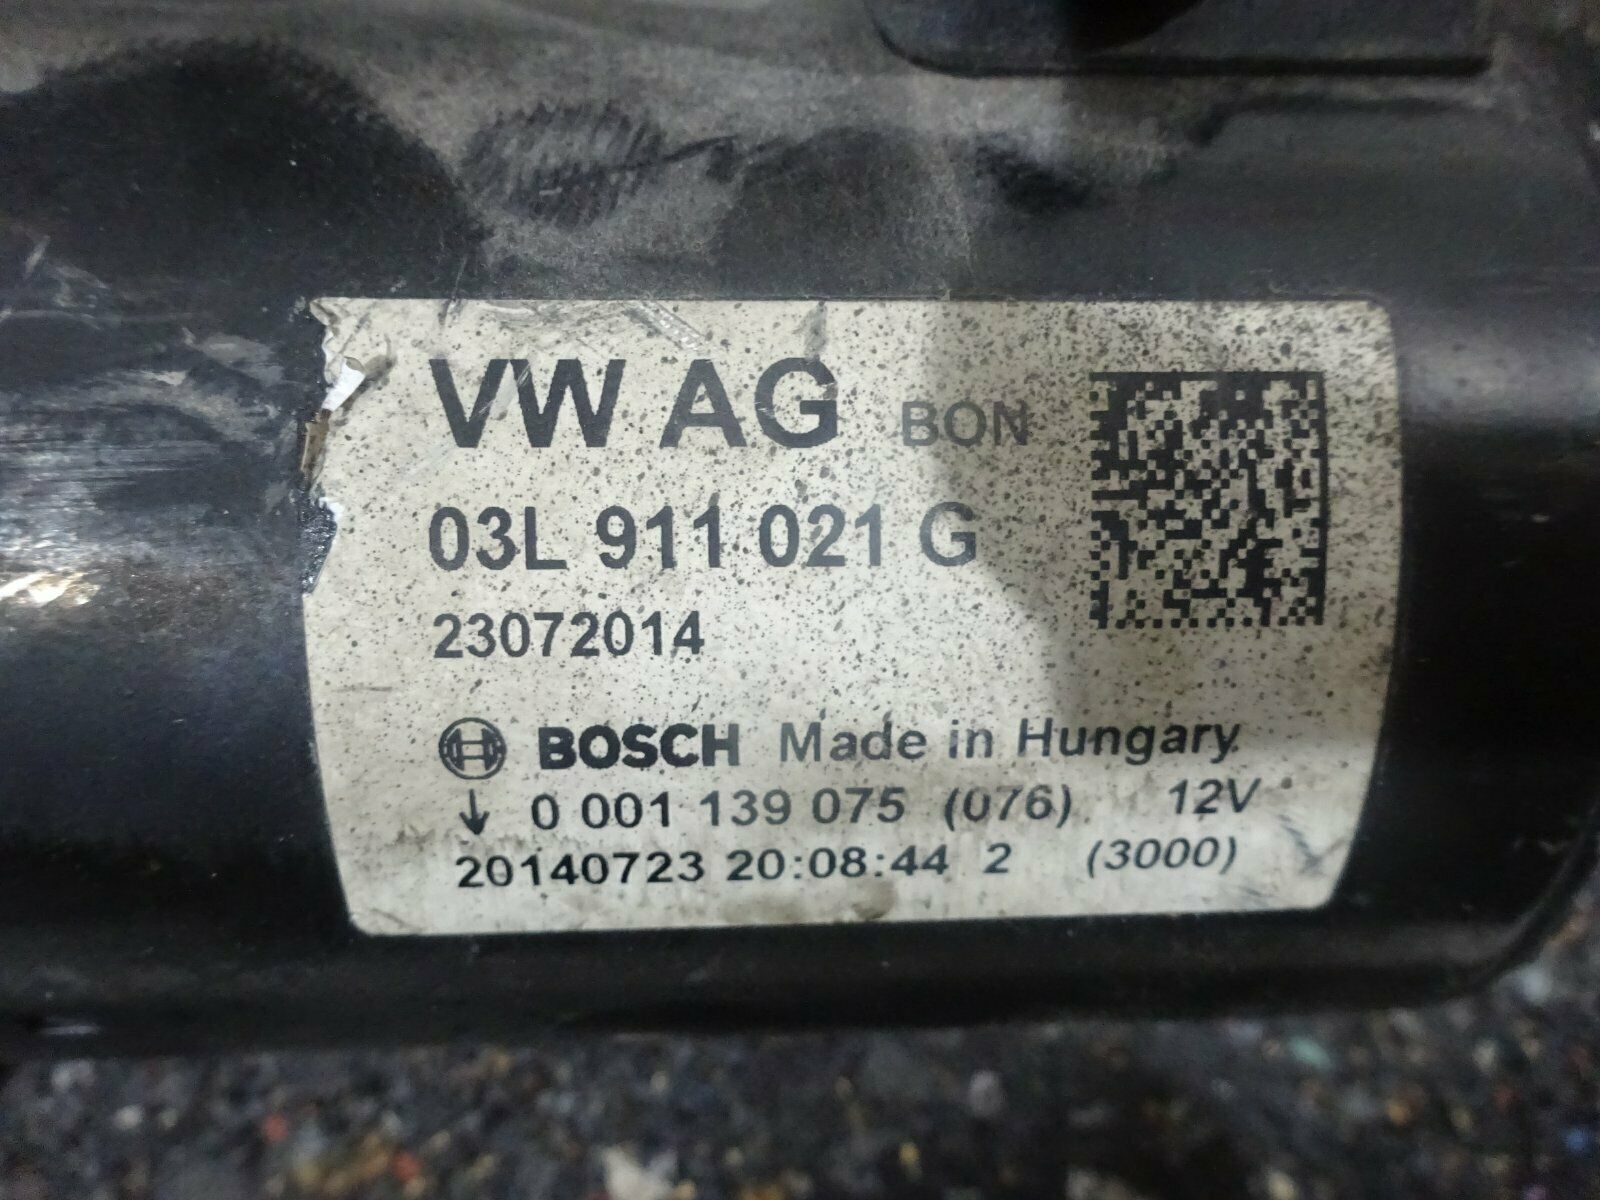 VW AG BON
03L 911 021 G
23072014
BOSCH Made in Hungary
↓ 0 001 139 075 (076) 12V
20140723 20:08:44 2 (3000)